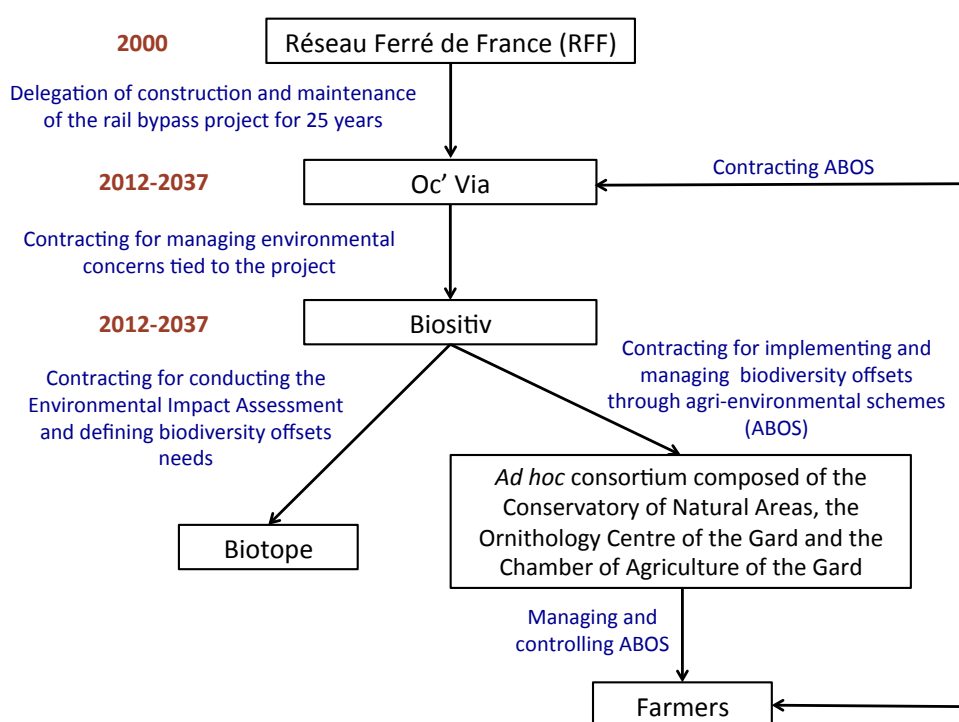 2000
Réseau Ferré de France (RFF)
Delegation of construction and maintenance
of the rail bypass project for 25 years
2012-2037
Oc’ Via
Contracting ABOS
Contracting for managing environmental
concerns tied to the project
2012-2037
Biositiv
Contracting for conducting the
Environmental Impact Assessment
and defining biodiversity offsets
needs
Contracting for implementing and
managing biodiversity offsets
through agri-environmental schemes
(ABOS)
Biotope
Ad hoc consortium composed of the
Conservatory of Natural Areas, the
Ornithology Centre of the Gard and the
Chamber of Agriculture of the Gard
Managing and
controlling ABOS
Farmers